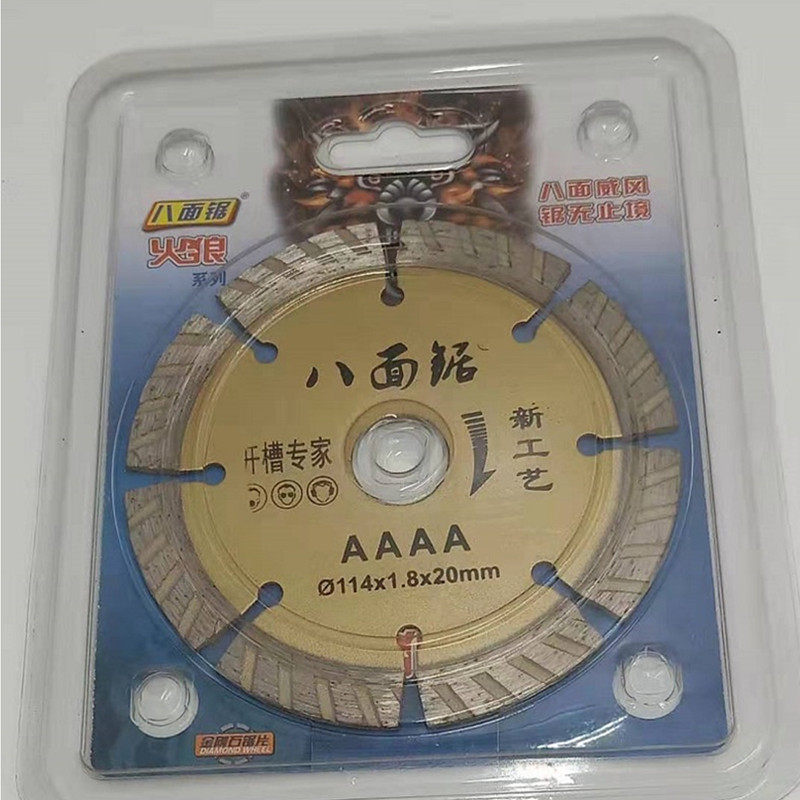 八面锯®
火狼
系列
八面威风
锯无止境
八面锯
开槽专家
新工艺
AAAA
Ø114x1.8x20mm
金刚石锯片
DIAMOND WHEEL